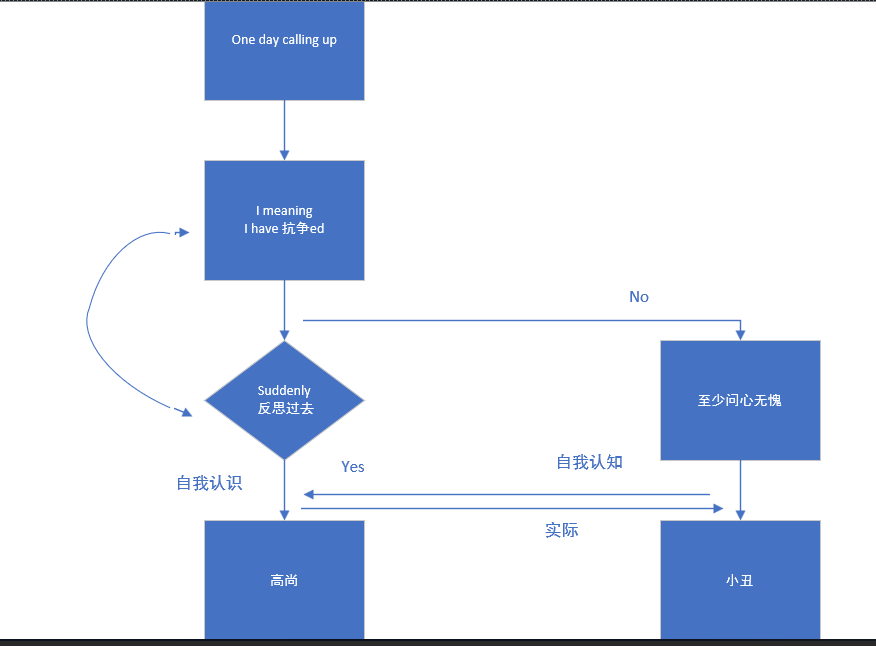 One day calling up
I meaning
I have 抗争ed
No
Suddenly
反思过去
至少问心无愧
Yes
自我认知
自我认识
实际
高尚
小丑